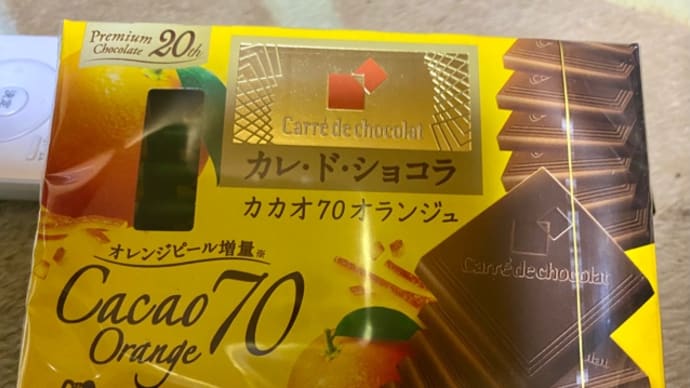 Premium
Chocolate 20th
Carré de chocolat
カレ・ド・ショコラ
カカオ70オランジュ
オレンジピール増量※
Cacao 70
Orange
Carré de chocolat